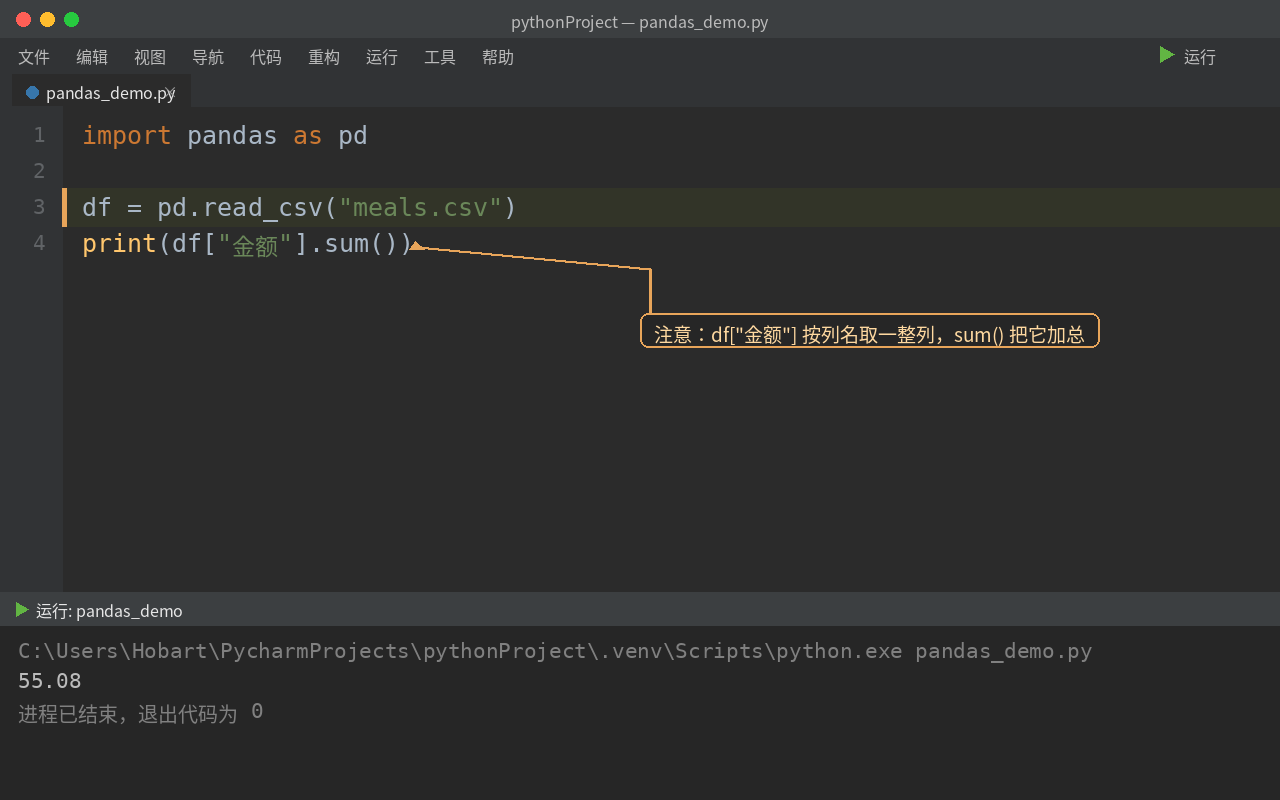 pythonProject — pandas_demo.py
文件 编辑 视图 导航 代码 重构 运行 工具 帮助 运行
pandas_demo.py
1 import pandas as pd
2
3 df = pd.read_csv("meals.csv")
4 print(df["金额"].sum())
注意：df["金额"] 按列名取一整列，sum() 把它加总
运行: pandas_demo
C:\Users\Hobart\PycharmProjects\pythonProject\.venv\Scripts\python.exe pandas_demo.py
55.08
进程已结束，退出代码为 0